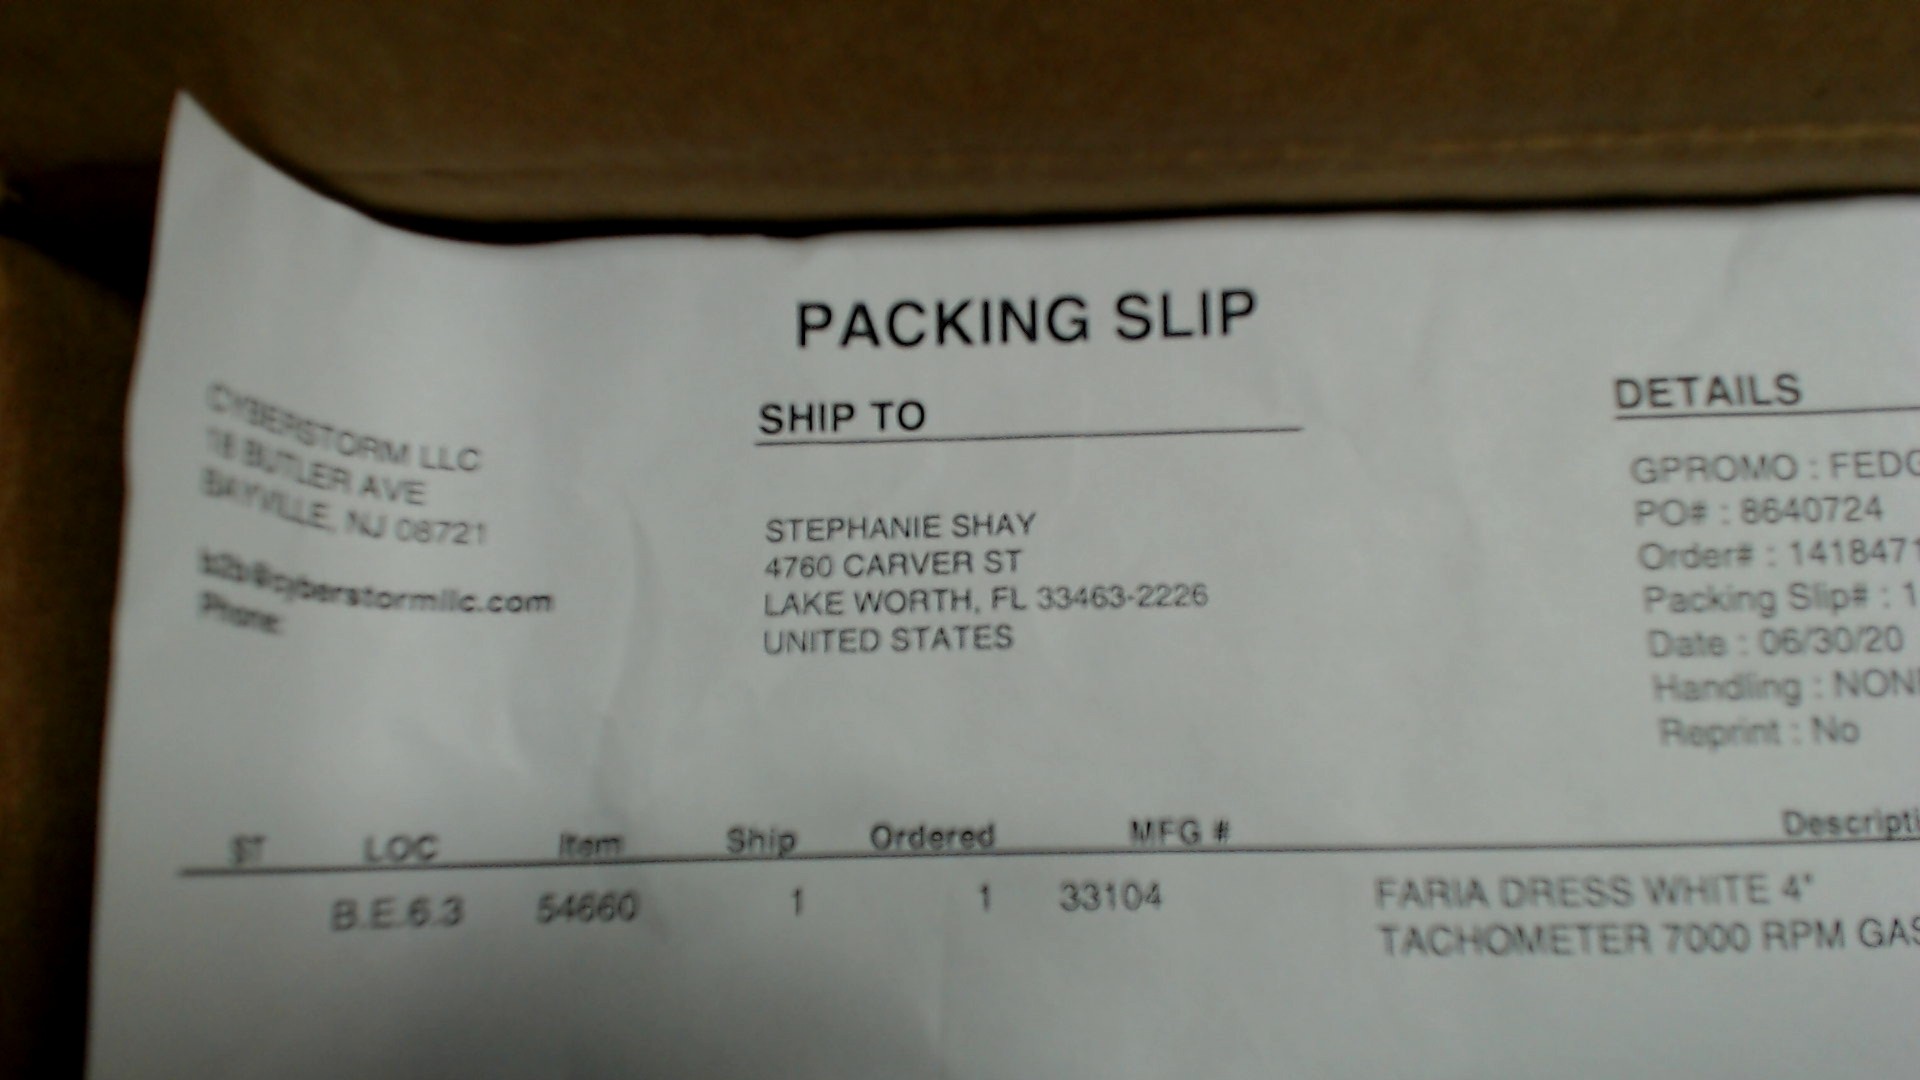 PACKING SLIP
CYBERSTORM LLC
18 BUTLER AVE
BAYVILLE, NJ 08721
b2b@cyberstormllc.com
Phone:
SHIP TO
STEPHANIE SHAY
4760 CARVER ST
LAKE WORTH, FL 33463-2226
UNITED STATES
DETAILS
GPROMO : FEDG
PO# : 8640724
Order# : 1418471
Packing Slip# : 1
Date : 06/30/20
Handling : NON
Reprint : No
ST LOC Item Ship Ordered MFG # Descripti
B.E.6.3 54660 1 1 33104 FARIA DRESS WHITE 4"
TACHOMETER 7000 RPM GAS